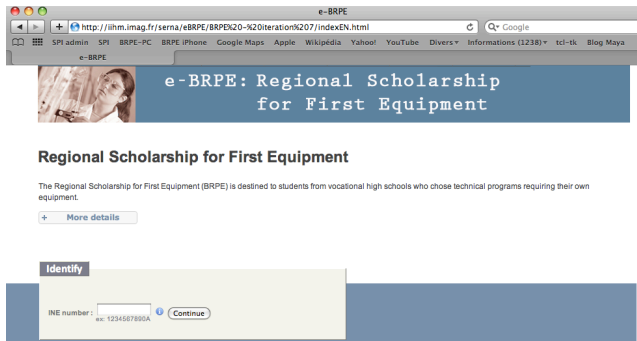 e-BRPE
http://iihm.imag.fr/serna/eBRPE/BRPE%20-%20iteration%207/indexEN.html
Google
SPI admin SPI BRPE-PC BRPE iPhone Google Maps Apple Wikipédia Yahoo! YouTube Divers Informations (1238) tcl-tk Blog Maya
e-BRPE
e-BRPE: Regional Scholarship
for First Equipment
Regional Scholarship for First Equipment
The Regional Scholarship for First Equipment (BRPE) is destined to students from vocational high schools who chose technical programs requiring their own
equipment.
+ More details
Identify
INE number : Continue
ex: 1234567890A